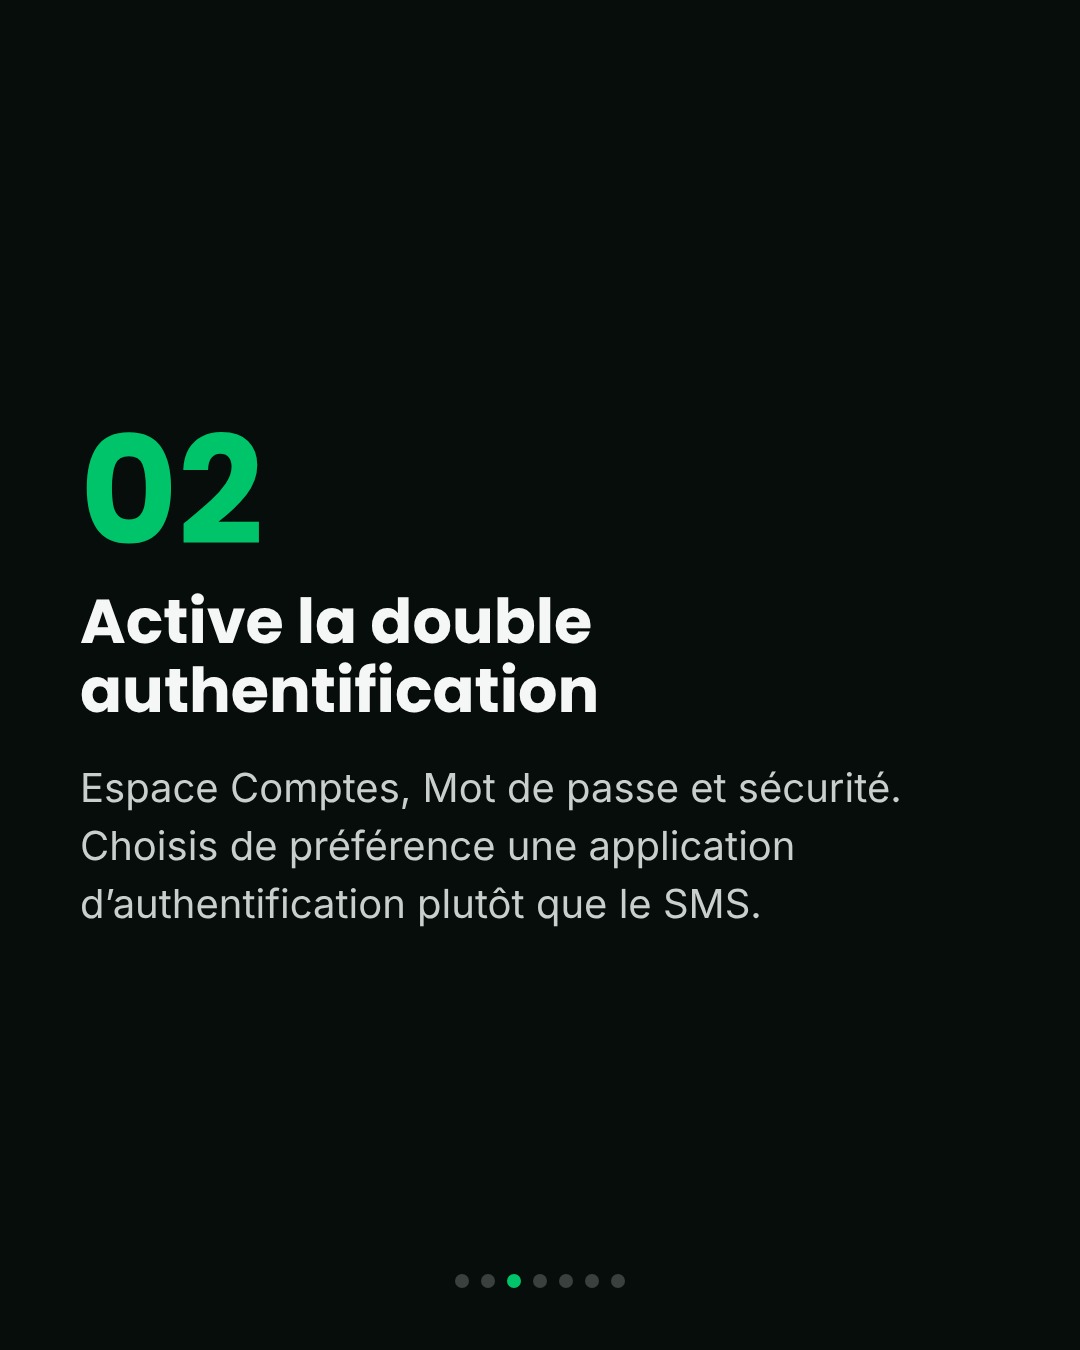 02
Active la double
authentification
Espace Comptes, Mot de passe et sécurité.
Choisis de préférence une application
d’authentification plutôt que le SMS.